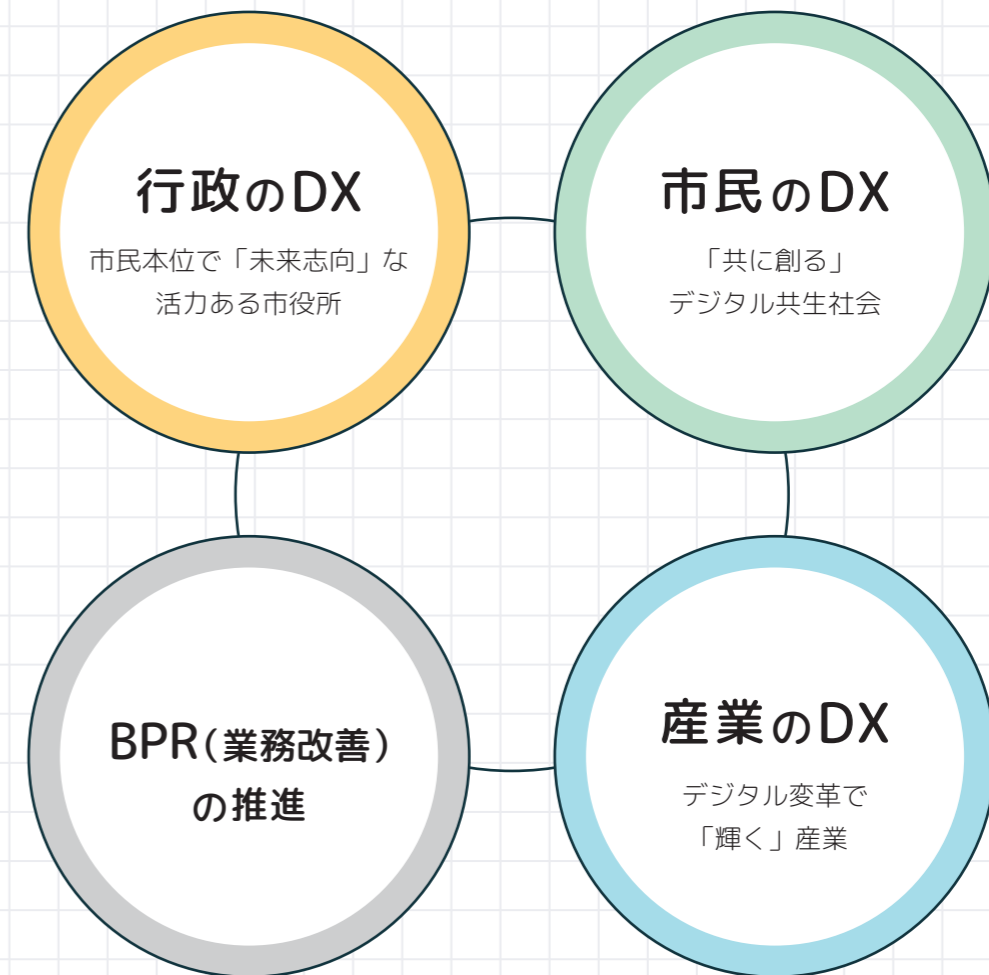 行政のDX
市民本位で「未来志向」な
活力ある市役所
市民のDX
「共に創る」
デジタル共生社会
BPR(業務改善)
の推進
産業のDX
デジタル変革で
「輝く」産業